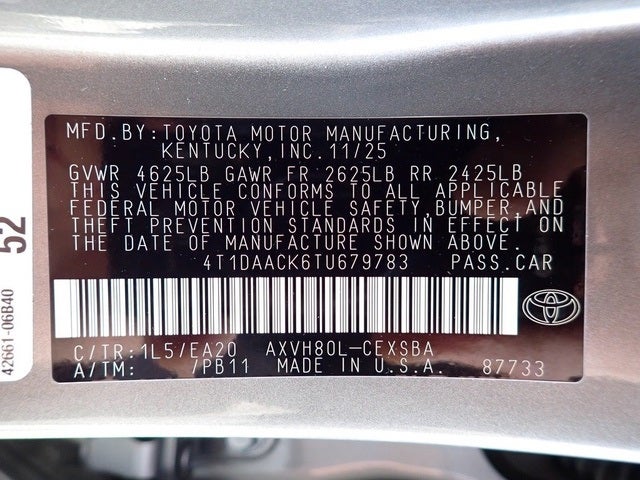 MFD.BY:TOYOTA MOTOR MANUFACTURING,
KENTUCKY,INC.11/25
GVWR 4625LB GAWR FR 2625LB RR 2425LB
THIS VEHICLE CONFORMS TO ALL APPLICABLE
FEDERAL MOTOR VEHICLE SAFETY,BUMPER,AND
THEFT PREVENTION STANDARDS IN EFFECT ON
THE DATE OF MANUFACTURE SHOWN ABOVE.
4T1DAACK6TU679783 PASS.CAR
C/TR:1L5/EA20 AXVH80L-CEXSBA
A/TM: /PB11 MADE IN U.S.A. 87733
52
42661-06B40